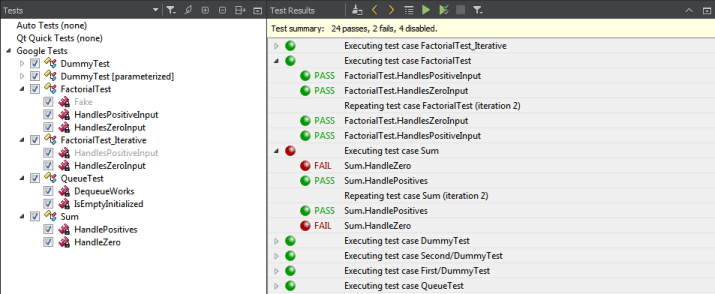 Tests
Auto Tests (none)
Qt Quick Tests (none)
Google Tests
DummyTest
DummyTest [parameterized]
FactorialTest
Fake
HandlesPositiveInput
HandlesZeroInput
FactorialTest_Iterative
HandlesPositiveInput
HandlesZeroInput
QueueTest
DequeueWorks
IsEmptyInitialized
Sum
HandlePositives
HandleZero
Test Results
Test summary: 24 passes, 2 fails, 4 disabled.
Executing test case FactorialTest_Iterative
Executing test case FactorialTest
PASS FactorialTest.HandlesPositiveInput
PASS FactorialTest.HandlesZeroInput
Repeating test case FactorialTest (iteration 2)
PASS FactorialTest.HandlesZeroInput
PASS FactorialTest.HandlesPositiveInput
Executing test case Sum
FAIL Sum.HandleZero
PASS Sum.HandlePositives
Repeating test case Sum (iteration 2)
PASS Sum.HandlePositives
FAIL Sum.HandleZero
Executing test case DummyTest
Executing test case Second/DummyTest
Executing test case First/DummyTest
Executing test case QueueTest